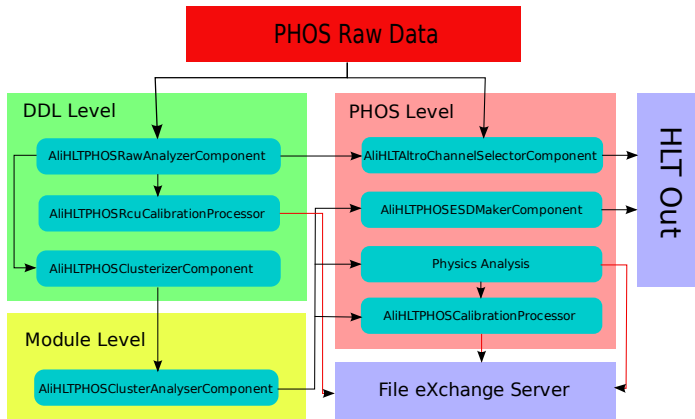 PHOS Raw Data
DDL Level
AliHLTPHOSRawAnalyzerComponent
AliHLTPHOSRcuCalibrationProcessor
AliHLTPHOSClusterizerComponent
Module Level
AliHLTPHOSClusterAnalyserComponent
PHOS Level
AliHLTAltroChannelSelectorComponent
AliHLTPHOSESDMakerComponent
Physics Analysis
AliHLTPHOSCalibrationProcessor
HLT Out
File eXchange Server